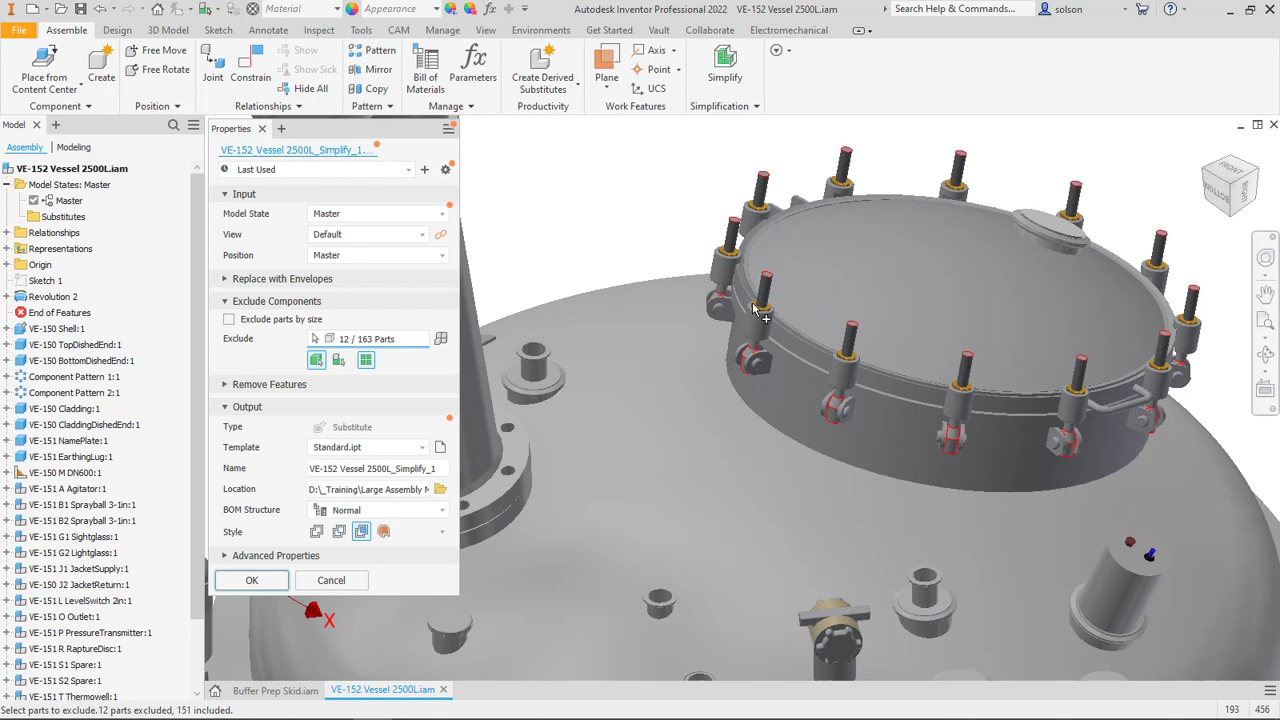 Material
Appearance
Autodesk Inventor Professional 2022 VE-152 Vessel 2500L.iam
Search Help & Commands...
solson
File Assemble Design 3D Model Sketch Annotate Inspect Tools CAM Manage View Environments Get Started Vault Collaborate Electromechanical
Place from Content Center
Create
Free Move
Free Rotate
Joint
Constrain
Show
Show Sick
Hide All
Pattern
Mirror
Copy
Bill of Materials
Parameters
Create Derived Substitutes
Plane
Axis
Point
UCS
Simplify
Component Position Relationships Pattern Manage Productivity Work Features Simplification
Model
Assembly Modeling
VE-152 Vessel 2500L.iam
Model States: Master
Master
Substitutes
Relationships
Representations
Origin
Sketch 1
Revolution 2
End of Features
VE-150 Shell:1
VE-150 TopDishedEnd:1
VE-150 BottomDishedEnd:1
Component Pattern 1:1
Component Pattern 2:1
VE-150 Cladding:1
VE-150 CladdingDishedEnd:1
VE-151 NamePlate:1
VE-151 EarthingLug:1
VE-150 M DN600:1
VE-151 A Agitator:1
VE-151 B1 Sprayball 3-1in:1
VE-151 B2 Sprayball 3-1in:1
VE-151 G1 Sightglass:1
VE-151 G2 Lightglass:1
VE-151 J1 JacketSupply:1
VE-150 J2 JacketReturn:1
VE-151 L LevelSwitch 2in:1
VE-151 O Outlet:1
VE-151 P PressureTransmitter:1
VE-151 R RaptureDisc:1
VE-151 S1 Spare:1
VE-151 S2 Spare:1
VE-151 T Thermowell:1
Properties
VE-152 Vessel 2500L_Simplify_1...
Last Used
Input
Model State Master
View Default
Position Master
Replace with Envelopes
Exclude Components
Exclude parts by size
Exclude 12 / 163 Parts
Remove Features
Output
Type Substitute
Template Standard.ipt
Name VE-152 Vessel 2500L_Simplify_1
Location D:\_Training\Large Assembly M
BOM Structure Normal
Style
Advanced Properties
OK Cancel
FRONT
BOTTOM
X
Buffer Prep Skid.iam VE-152 Vessel 2500L.iam
Select parts to exclude.12 parts excluded, 151 included.
193 456